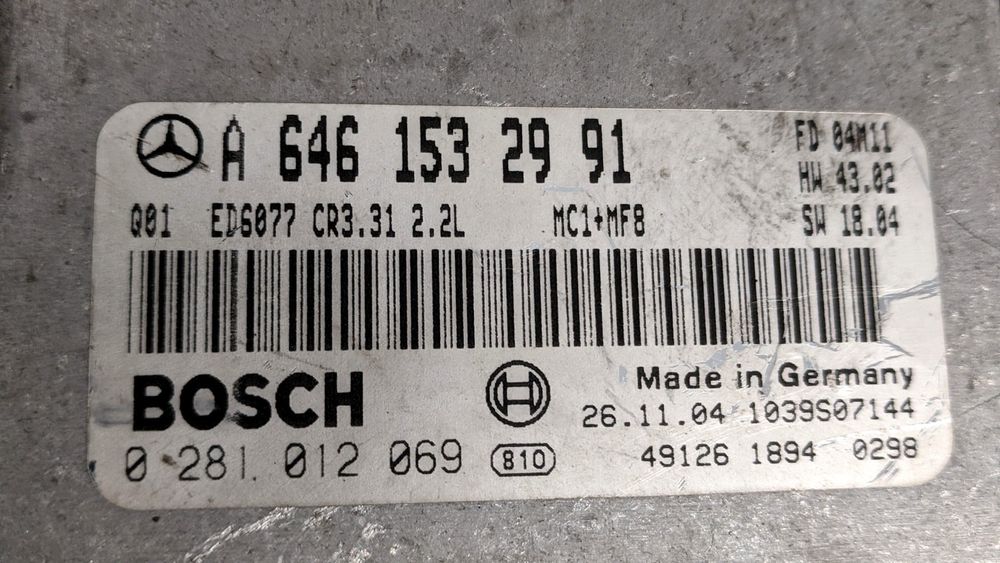 A 646 153 29 91
FD 04M11
HW 43.02
Q01 ED6077 CR3.31 2.2L MC1+MF8 SW 18.04
BOSCH
Made in Germany
26.11.04 1039S07144
0 281 012 069 810 49126 1894 0298